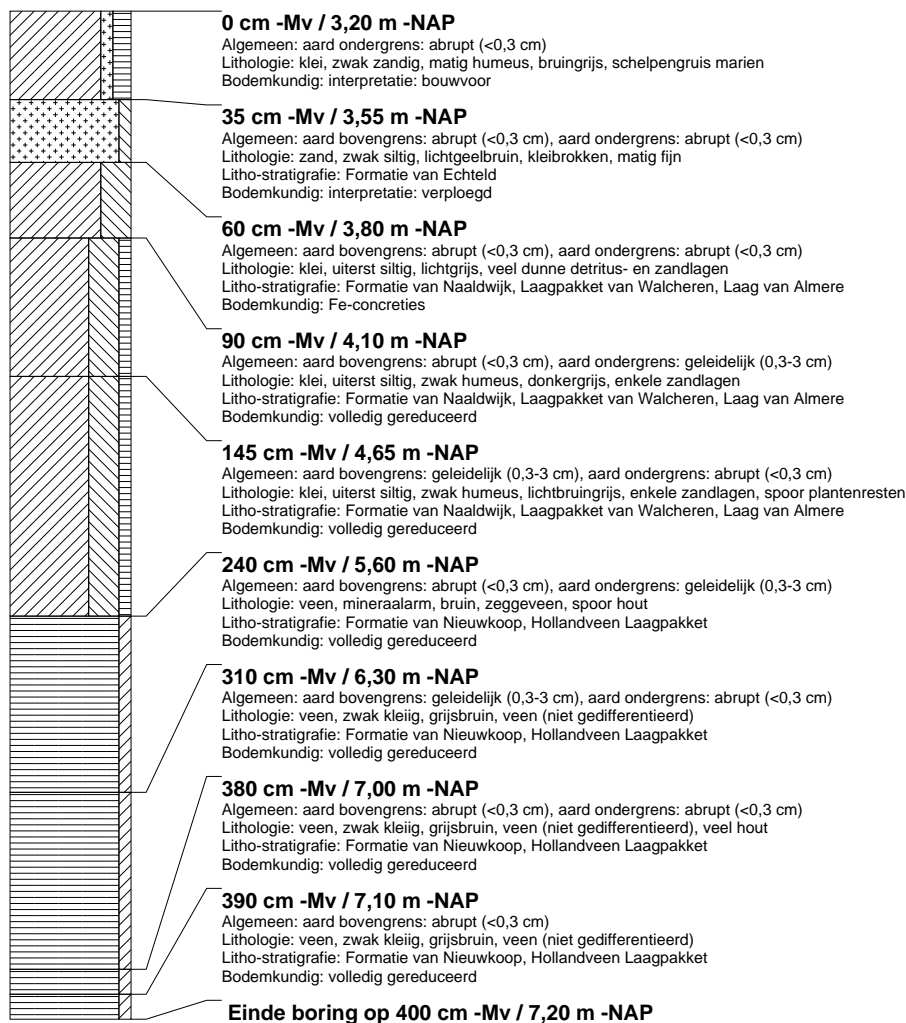 0 cm -Mv / 3,20 m -NAP
Algemeen: aard ondergrens: abrupt (<0,3 cm)
Lithologie: klei, zwak zandig, matig humeus, bruingrijs, schelpengruis marien
Bodemkundig: interpretatie: bouwvoor
35 cm -Mv / 3,55 m -NAP
Algemeen: aard bovengrens: abrupt (<0,3 cm), aard ondergrens: abrupt (<0,3 cm)
Lithologie: zand, zwak siltig, lichtgeelbruin, kleibrokken, matig fijn
Litho-stratigrafie: Formatie van Echteld
Bodemkundig: interpretatie: verploegd
60 cm -Mv / 3,80 m -NAP
Algemeen: aard bovengrens: abrupt (<0,3 cm), aard ondergrens: abrupt (<0,3 cm)
Lithologie: klei, uiterst siltig, lichtgrijs, veel dunne detritus- en zandlagen
Litho-stratigrafie: Formatie van Naaldwijk, Laagpakket van Walcheren, Laag van Almere
Bodemkundig: Fe-concreties
90 cm -Mv / 4,10 m -NAP
Algemeen: aard bovengrens: abrupt (<0,3 cm), aard ondergrens: geleidelijk (0,3-3 cm)
Lithologie: klei, uiterst siltig, zwak humeus, donkergrijs, enkele zandlagen
Litho-stratigrafie: Formatie van Naaldwijk, Laagpakket van Walcheren, Laag van Almere
Bodemkundig: volledig gereduceerd
145 cm -Mv / 4,65 m -NAP
Algemeen: aard bovengrens: geleidelijk (0,3-3 cm), aard ondergrens: abrupt (<0,3 cm)
Lithologie: klei, uiterst siltig, zwak humeus, lichtbruingrijs, enkele zandlagen, spoor plantenresten
Litho-stratigrafie: Formatie van Naaldwijk, Laagpakket van Walcheren, Laag van Almere
Bodemkundig: volledig gereduceerd
240 cm -Mv / 5,60 m -NAP
Algemeen: aard bovengrens: abrupt (<0,3 cm), aard ondergrens: geleidelijk (0,3-3 cm)
Lithologie: veen, mineraalarm, bruin, zeggeveen, spoor hout
Litho-stratigrafie: Formatie van Nieuwkoop, Hollandveen Laagpakket
Bodemkundig: volledig gereduceerd
310 cm -Mv / 6,30 m -NAP
Algemeen: aard bovengrens: geleidelijk (0,3-3 cm), aard ondergrens: abrupt (<0,3 cm)
Lithologie: veen, zwak kleiig, grijsbruin, veen (niet gedifferentieerd)
Litho-stratigrafie: Formatie van Nieuwkoop, Hollandveen Laagpakket
Bodemkundig: volledig gereduceerd
380 cm -Mv / 7,00 m -NAP
Algemeen: aard bovengrens: abrupt (<0,3 cm), aard ondergrens: abrupt (<0,3 cm)
Lithologie: veen, zwak kleiig, grijsbruin, veen (niet gedifferentieerd), veel hout
Litho-stratigrafie: Formatie van Nieuwkoop, Hollandveen Laagpakket
Bodemkundig: volledig gereduceerd
390 cm -Mv / 7,10 m -NAP
Algemeen: aard bovengrens: abrupt (<0,3 cm)
Lithologie: veen, zwak kleiig, grijsbruin, veen (niet gedifferentieerd)
Litho-stratigrafie: Formatie van Nieuwkoop, Hollandveen Laagpakket
Bodemkundig: volledig gereduceerd
Einde boring op 400 cm -Mv / 7,20 m -NAP